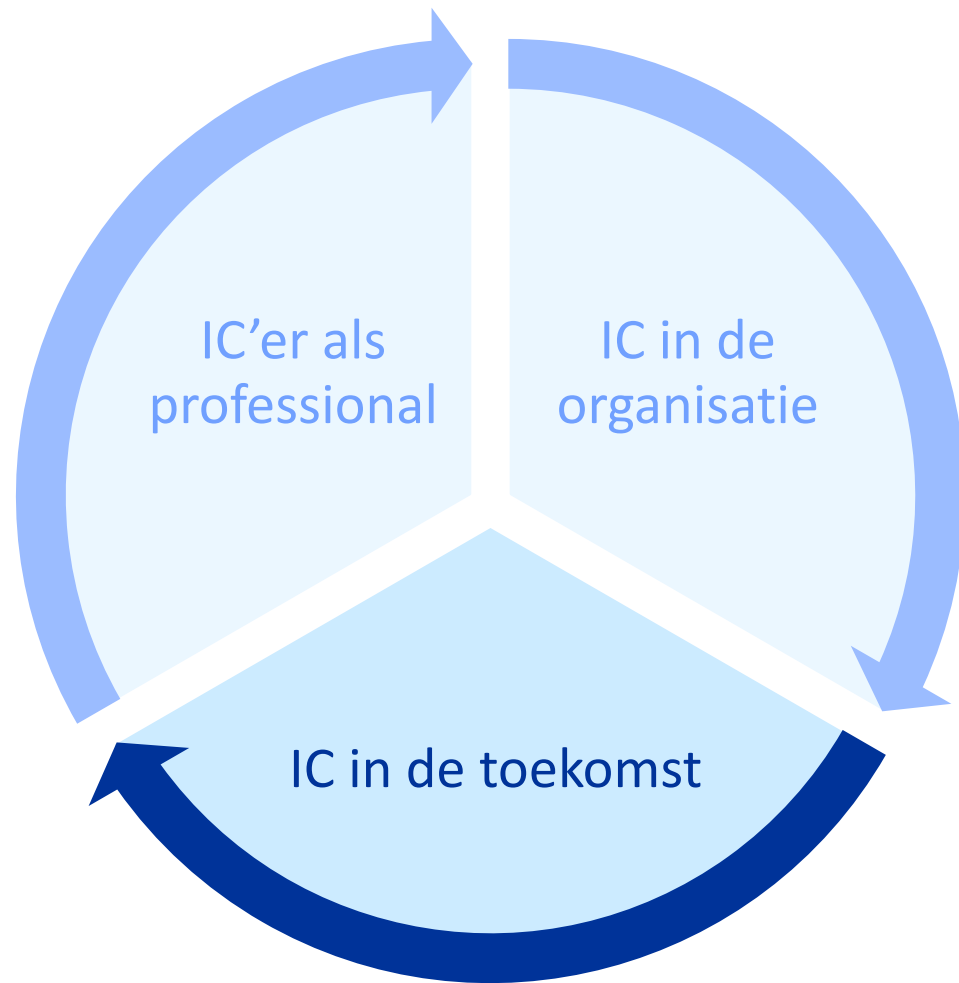 IC’er als
professional
IC in de
organisatie
IC in de toekomst